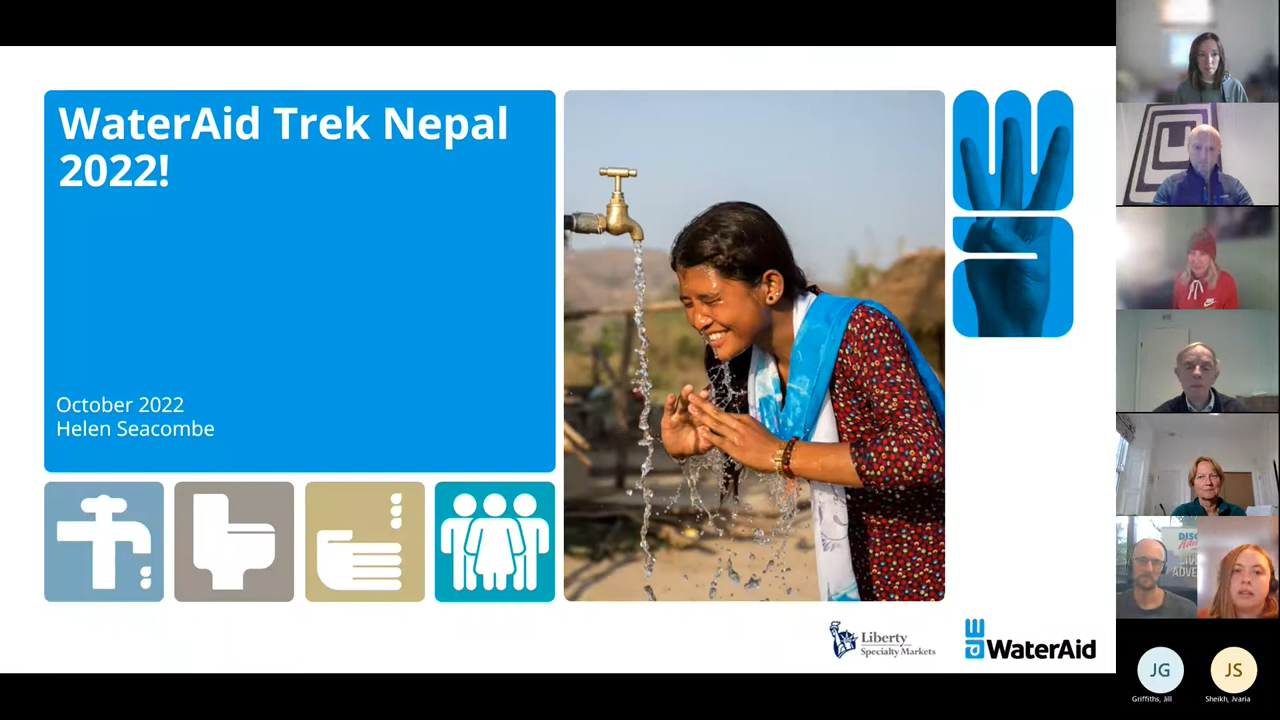 WaterAid Trek Nepal
2022!
October 2022
Helen Seacombe
Liberty
Specialty Markets
WaterAid
JG
JS
Griffiths, Jill
Sheikh, Jvaria